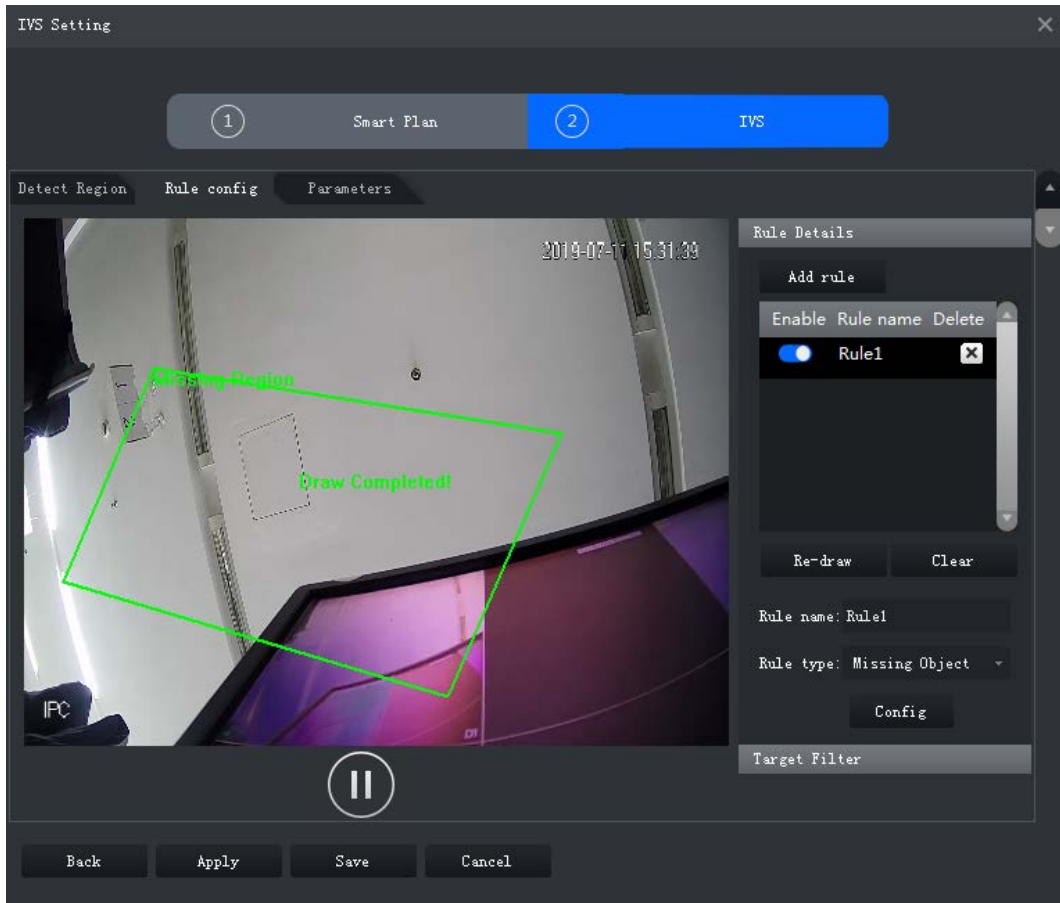 IVS Setting
1 Smart Plan 2 IVS
Detect Region Rule config Parameters
2019-07-11 15:31:39
Missing Region
Draw Completed!
IPC
Rule Details
Add rule
Enable Rule name Delete
Rule1
Re-draw Clear
Rule name: Rule1
Rule type: Missing Object
Config
Target Filter
Back Apply Save Cancel